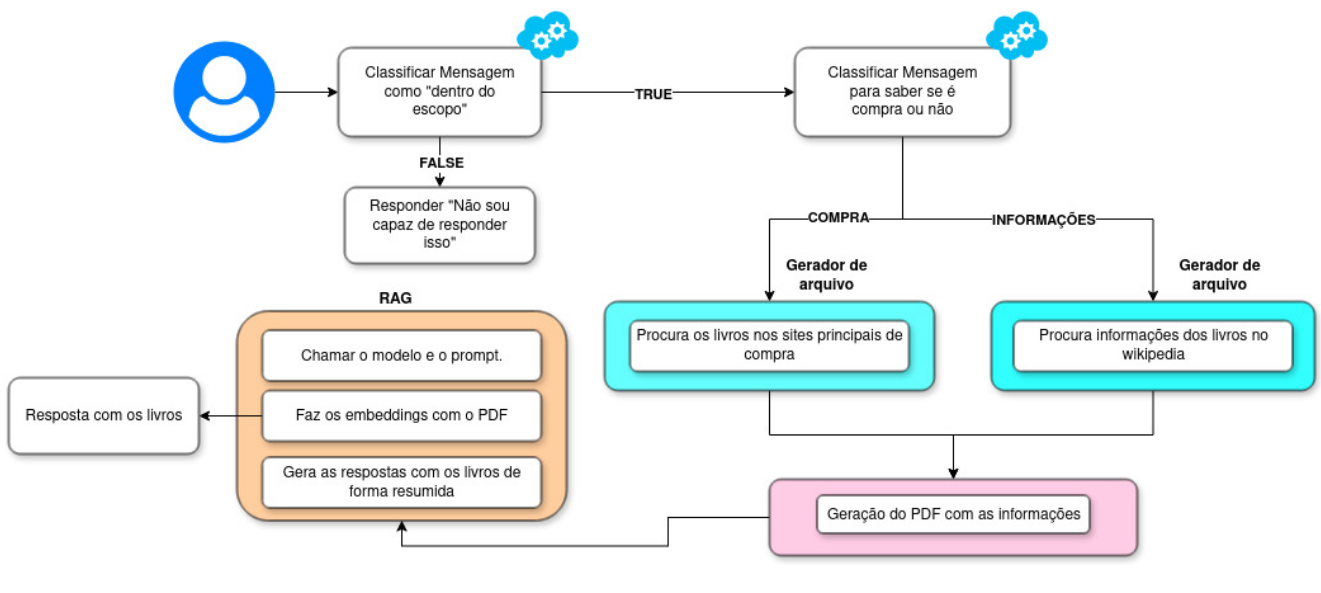 Classificar Mensagem
como "dentro do
escopo"
TRUE
Classificar Mensagem
para saber se é
compra ou não
FALSE
Responder "Não sou
capaz de responder
isso"
COMPRA
INFORMAÇÕES
Gerador de
arquivo
Gerador de
arquivo
Procura os livros nos sites principais de
compra
Procura informações dos livros no
wikipedia
RAG
Chamar o modelo e o prompt.
Faz os embeddings com o PDF
Gera as respostas com os livros de
forma resumida
Resposta com os livros
Geração do PDF com as informações